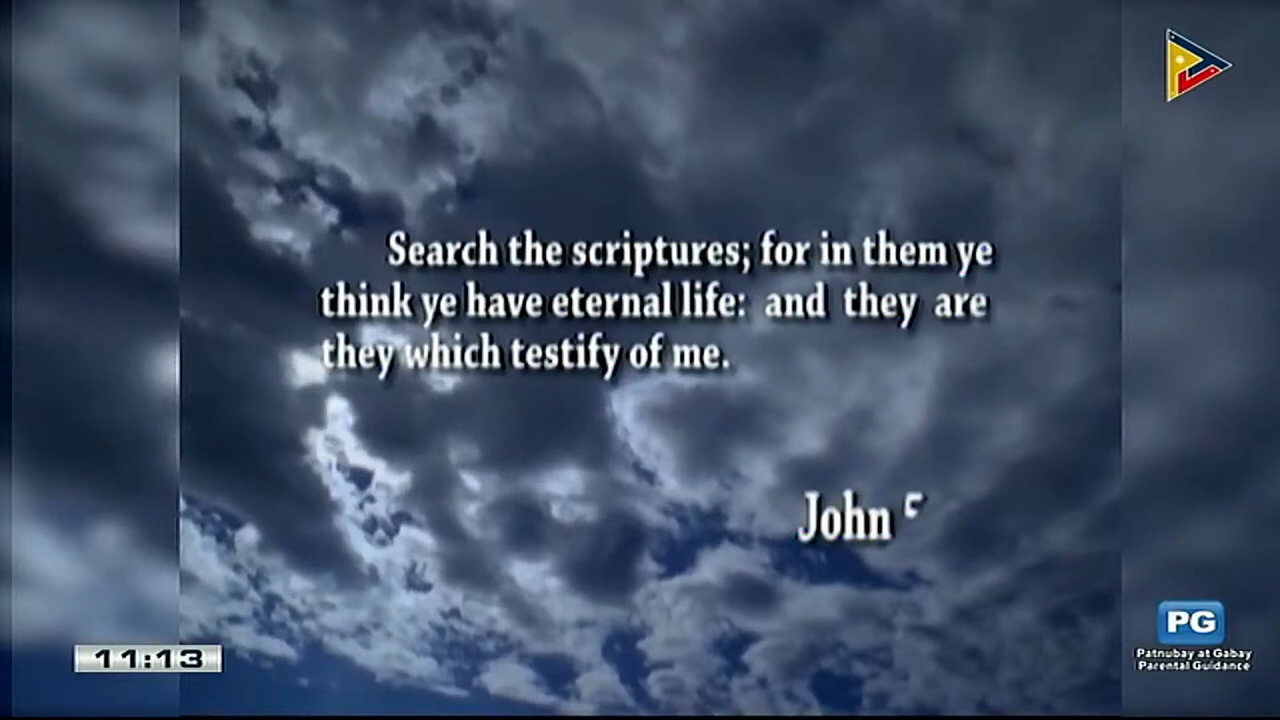 Search the scriptures; for in them ye
think ye have eternal life: and they are
they which testify of me.
John
11:13
PG
Patnubay at Gabay
Parental Guidance